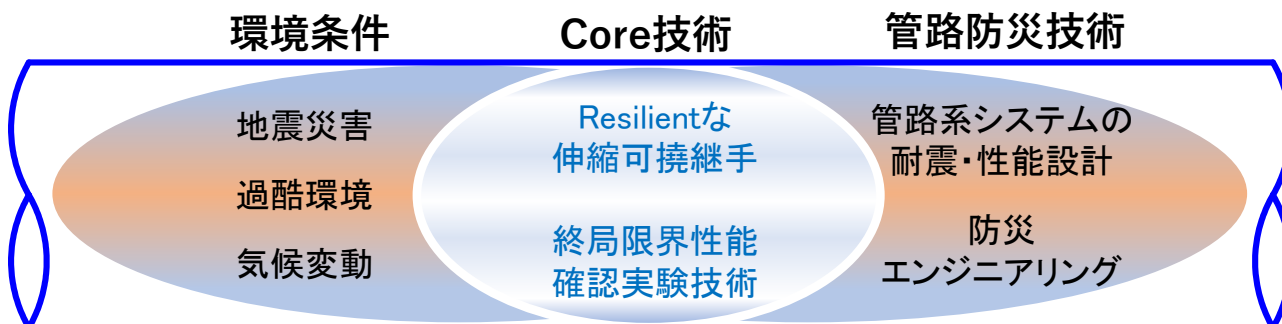 環境条件
地震災害
過酷環境
気候変動
Core技術
Resilientな
伸縮可撓継手
終局限界性能
確認実験技術
管路防災技術
管路系システムの
耐震・性能設計
防災
エンジニアリング